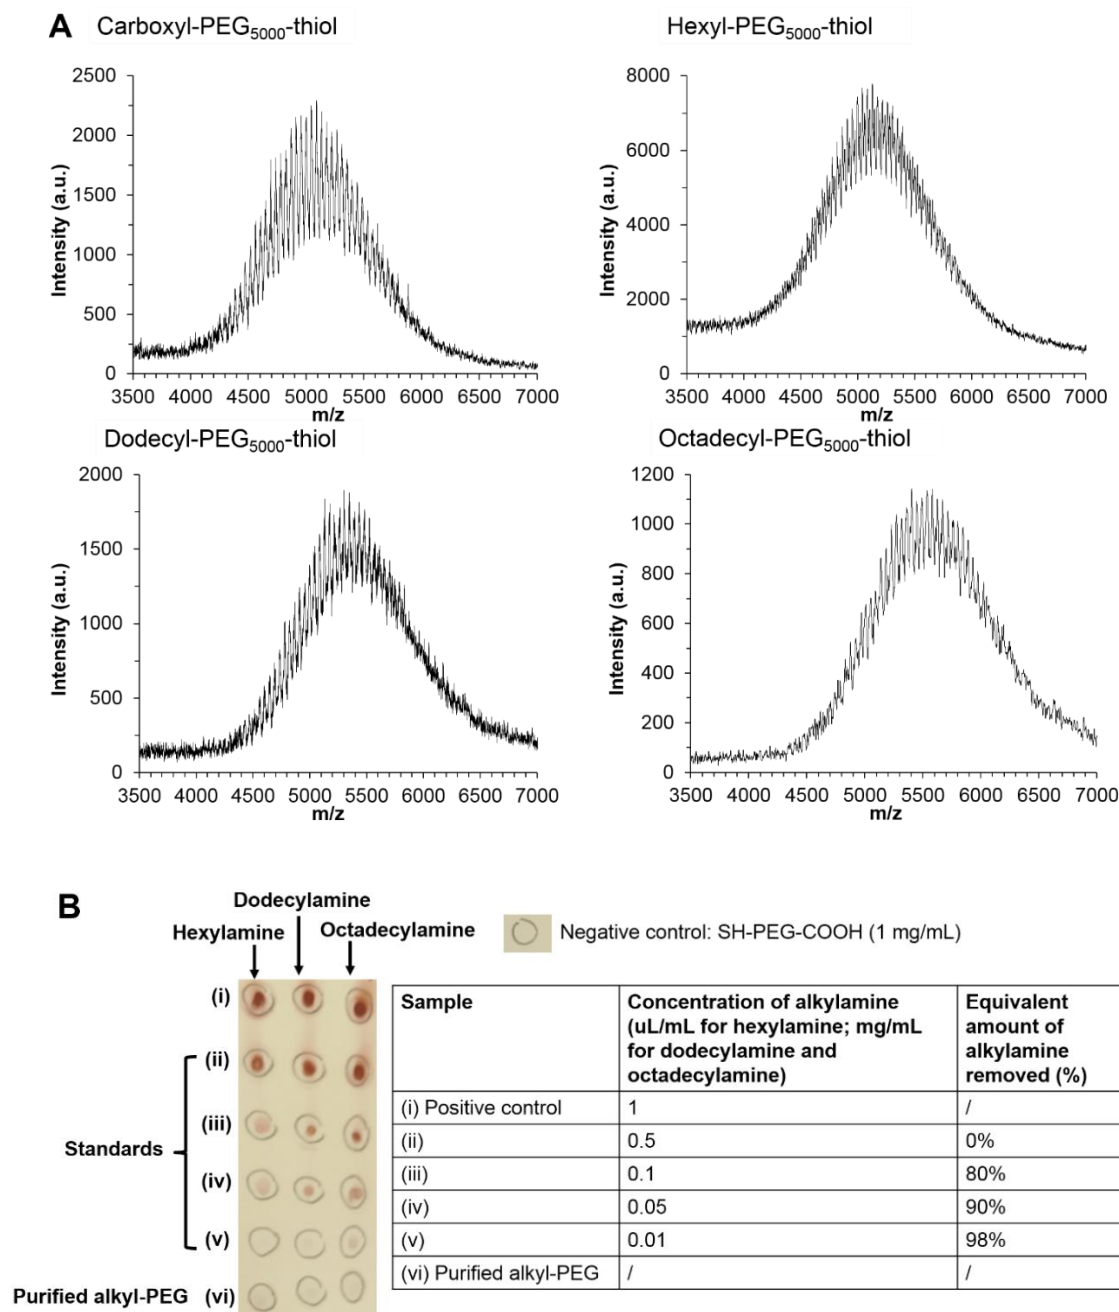 A
Carboxyl-PEG5000-thiol
Hexyl-PEG5000-thiol
2500
2000
1500
1000
500
0
Intensity (a.u.)
3500 4000 4500 5000 5500 6000 6500 7000
m/z
8000
6000
4000
2000
0
Intensity (a.u.)
3500 4000 4500 5000 5500 6000 6500 7000
m/z
Dodecyl-PEG5000-thiol
Octadecyl-PEG5000-thiol
2000
1500
1000
500
0
Intensity (a.u.)
3500 4000 4500 5000 5500 6000 6500 7000
m/z
1200
1000
800
600
400
200
0
Intensity (a.u.)
3500 4000 4500 5000 5500 6000 6500 7000
m/z
B
Dodecylamine
Hexylamine
Octadecylamine
Negative control: SH-PEG-COOH (1 mg/mL)
(i)
(ii)
(iii)
Standards
(iv)
(v)
Purified alkyl-PEG (vi)
Sample
Concentration of alkylamine
(uL/mL for hexylamine; mg/mL
for dodecylamine and
octadecylamine)
Equivalent
amount of
alkylamine
removed (%)
(i) Positive control 1 /
(ii) 0.5 0%
(iii) 0.1 80%
(iv) 0.05 90%
(v) 0.01 98%
(vi) Purified alkyl-PEG / /